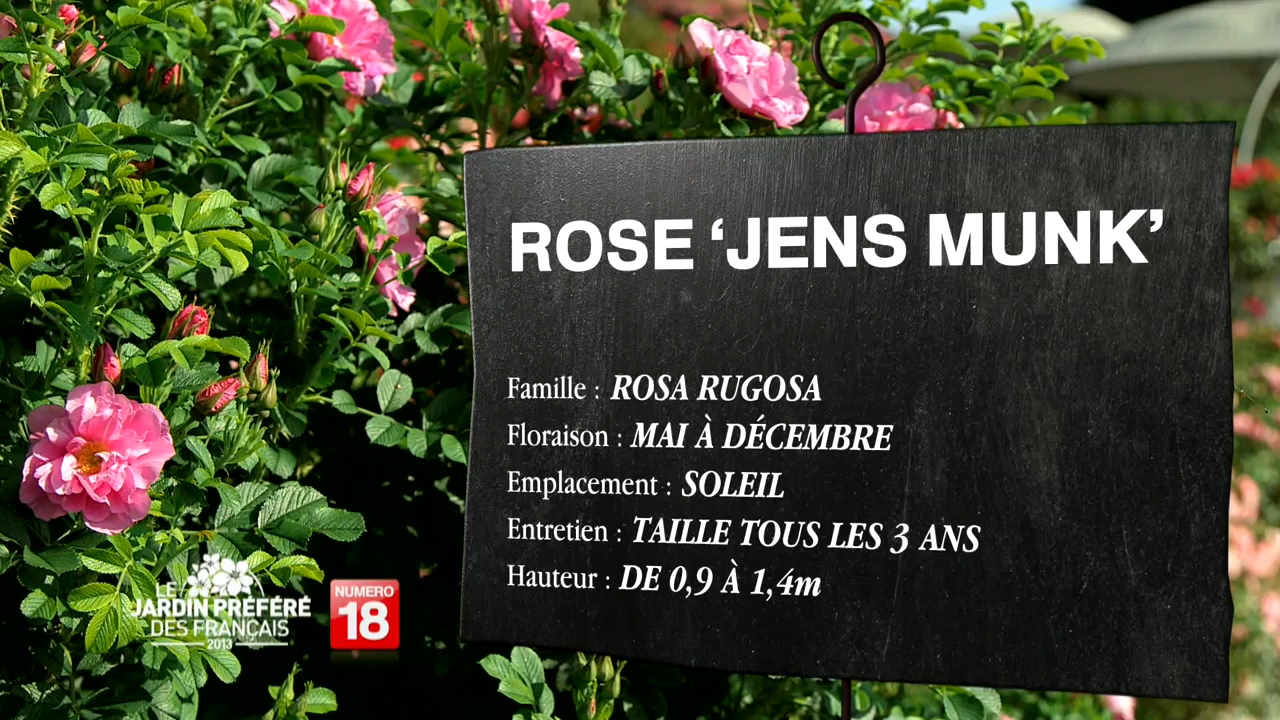 ROSE ‘JENS MUNK’
Famille : ROSA RUGOSA
Floraison : MAI À DÉCEMBRE
Emplacement : SOLEIL
Entretien : TAILLE TOUS LES 3 ANS
Hauteur : DE 0,9 À 1,4m
LE
JARDIN PRÉFÉRÉ
DES FRANÇAIS
2013
NUMERO
18